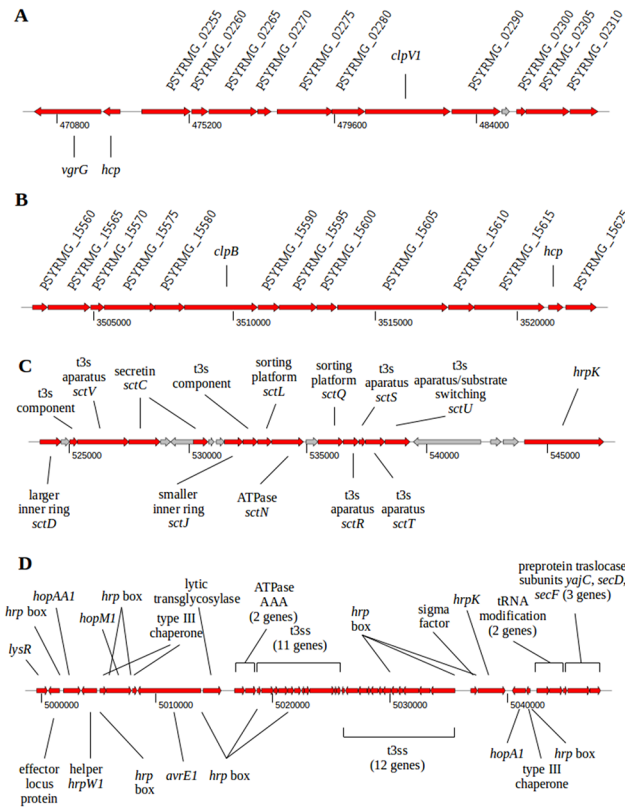 A
PSYRMG_02255
PSYRMG_02260
PSYRMG_02265
PSYRMG_02270
PSYRMG_02275
PSYRMG_02280
clpV1
PSYRMG_02290
PSYRMG_02300
PSYRMG_02305
PSYRMG_02310
470800
475200
479600
484000
vgrG
hcp
B
PSYRMG_15560
PSYRMG_15565
PSYRMG_15570
PSYRMG_15575
PSYRMG_15580
clpB
PSYRMG_15590
PSYRMG_15595
PSYRMG_15600
PSYRMG_15605
PSYRMG_15610
PSYRMG_15615
hcp
PSYRMG_15625
3505000
3510000
3515000
3520000
C
t3s
component
t3s
apparatus
sctV
secretin
sctC
t3s
component
sorting
platform
sctL
sorting
platform
sctQ
t3s
apparatus
sctS
t3s
apparatus/substrate
switching
sctU
hrpK
525000
530000
535000
540000
545000
larger
inner ring
sctD
smaller
inner ring
sctJ
ATPase
sctN
t3s
apparatus
sctR
t3s
apparatus
sctT
D
lysR
hrp box
hopAA1
hopM1
hrp box
type III
chaperone
lytic
transglycosylase
ATPase
AAA
(2 genes)
t3ss
(11 genes)
hrp
box
sigma
factor
hrpK
tRNA
modification
(2 genes)
preprotein traslocase
subunits yajC, secD,
secF (3 genes)
5000000
5010000
5020000
5030000
5040000
effector
locus
protein
helper
hrpW1
hrp
box
avrE1
hrp box
t3ss
(12 genes)
hopA1
type III
chaperone
hrp box